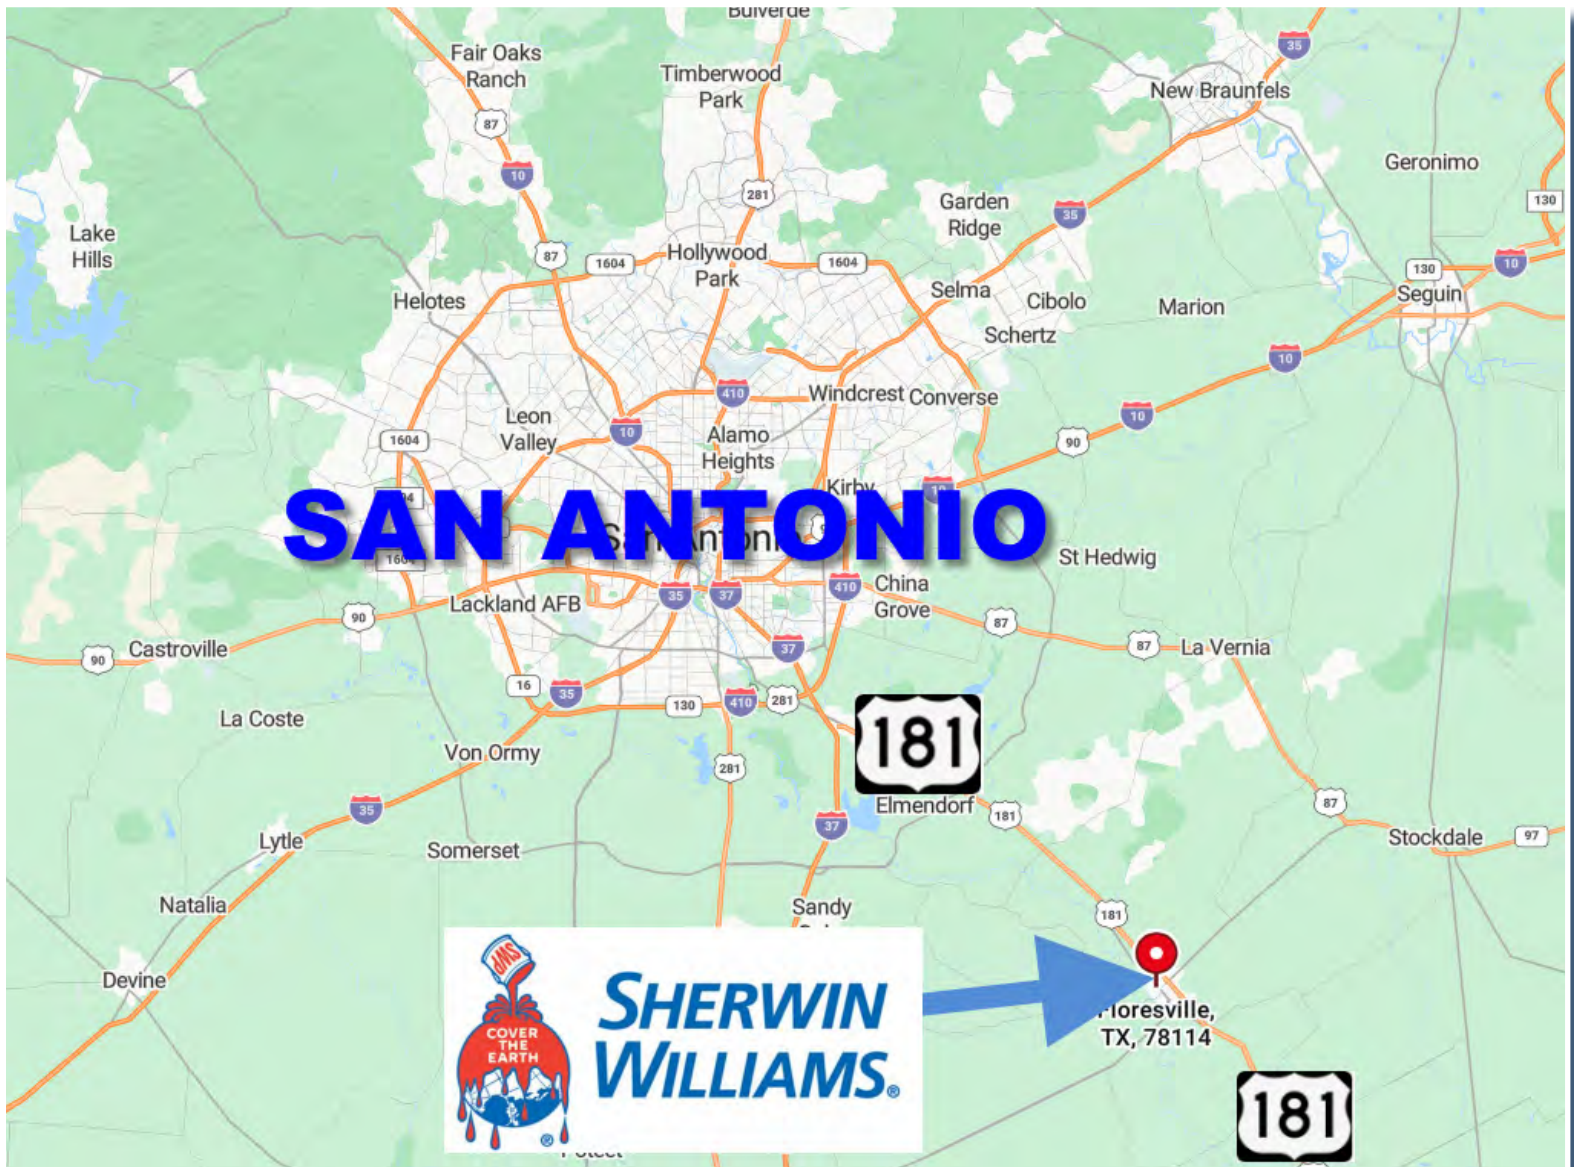 Bulverde
Fair Oaks
Ranch
Timberwood
Park
35
New Braunfels
87
10
281
Geronimo
130
Garden
Ridge
35
Lake
Hills
87
1604
Hollywood
Park
1604
10
130
Helotes
Selma
Cibolo
Marion
Seguin
Schertz
10
410
Windcrest
Converse
Leon
Valley
10
1604
Alamo
Heights
90
10
Kirby
10
SAN ANTONIO
San Antonio
1604
St Hedwig
Lackland AFB
35
37
410
China
Grove
90
87
Castroville
90
37
87
La Vernia
16
35
130
410
281
La Coste
181
Von Ormy
281
Elmendorf
181
87
35
37
Lytle
Somerset
Stockdale
97
Natalia
Sandy
181
SWP
COVER
THE
EARTH
®
SHERWIN
WILLIAMS®
Devine
Floresville,
TX, 78114
181
Poteet